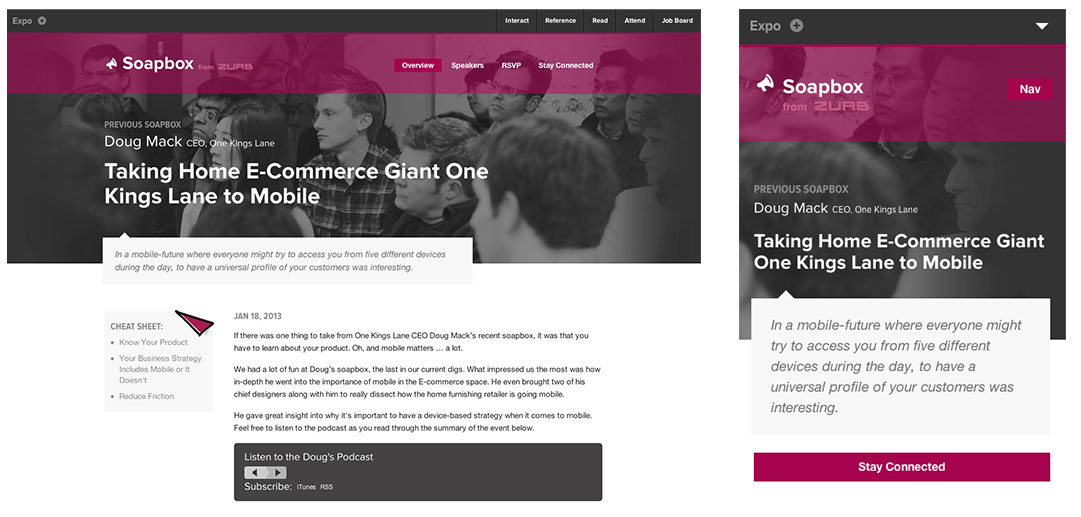 Expo
Interact Reference Read Attend Job Board
Soapbox from ZURB
Overview Speakers RSVP Stay Connected
PREVIOUS SOAPBOX
Doug Mack CEO, One Kings Lane
Taking Home E-Commerce Giant One
Kings Lane to Mobile
In a mobile-future where everyone might try to access you from five different devices
during the day, to have a universal profile of your customers was interesting.
CHEAT SHEET:
• Know Your Product
• Your Business Strategy
Includes Mobile or It
Doesn't
• Reduce Friction
JAN 18, 2013
If there was one thing to take from One Kings Lane CEO Doug Mack's recent soapbox, it was that you
have to learn about your product. Oh, and mobile matters … a lot.
We had a lot of fun at Doug's soapbox, the last in our current digs. What impressed us the most was how
in-depth he went into the importance of mobile in the E-commerce space. He even brought two of his
chief designers along with him to really dissect how the home furnishing retailer is going mobile.
He gave great insight into why it's important to have a device-based strategy when it comes to mobile.
Feel free to listen to the podcast as you read through the summary of the event below.
Listen to the Doug's Podcast
Subscribe: iTunes RSS
Expo
Soapbox
from ZURB
Nav
PREVIOUS SOAPBOX
Doug Mack CEO, One Kings Lane
Taking Home E-Commerce Giant
One Kings Lane to Mobile
In a mobile-future where everyone might
try to access you from five different
devices during the day, to have a
universal profile of your customers was
interesting.
Stay Connected